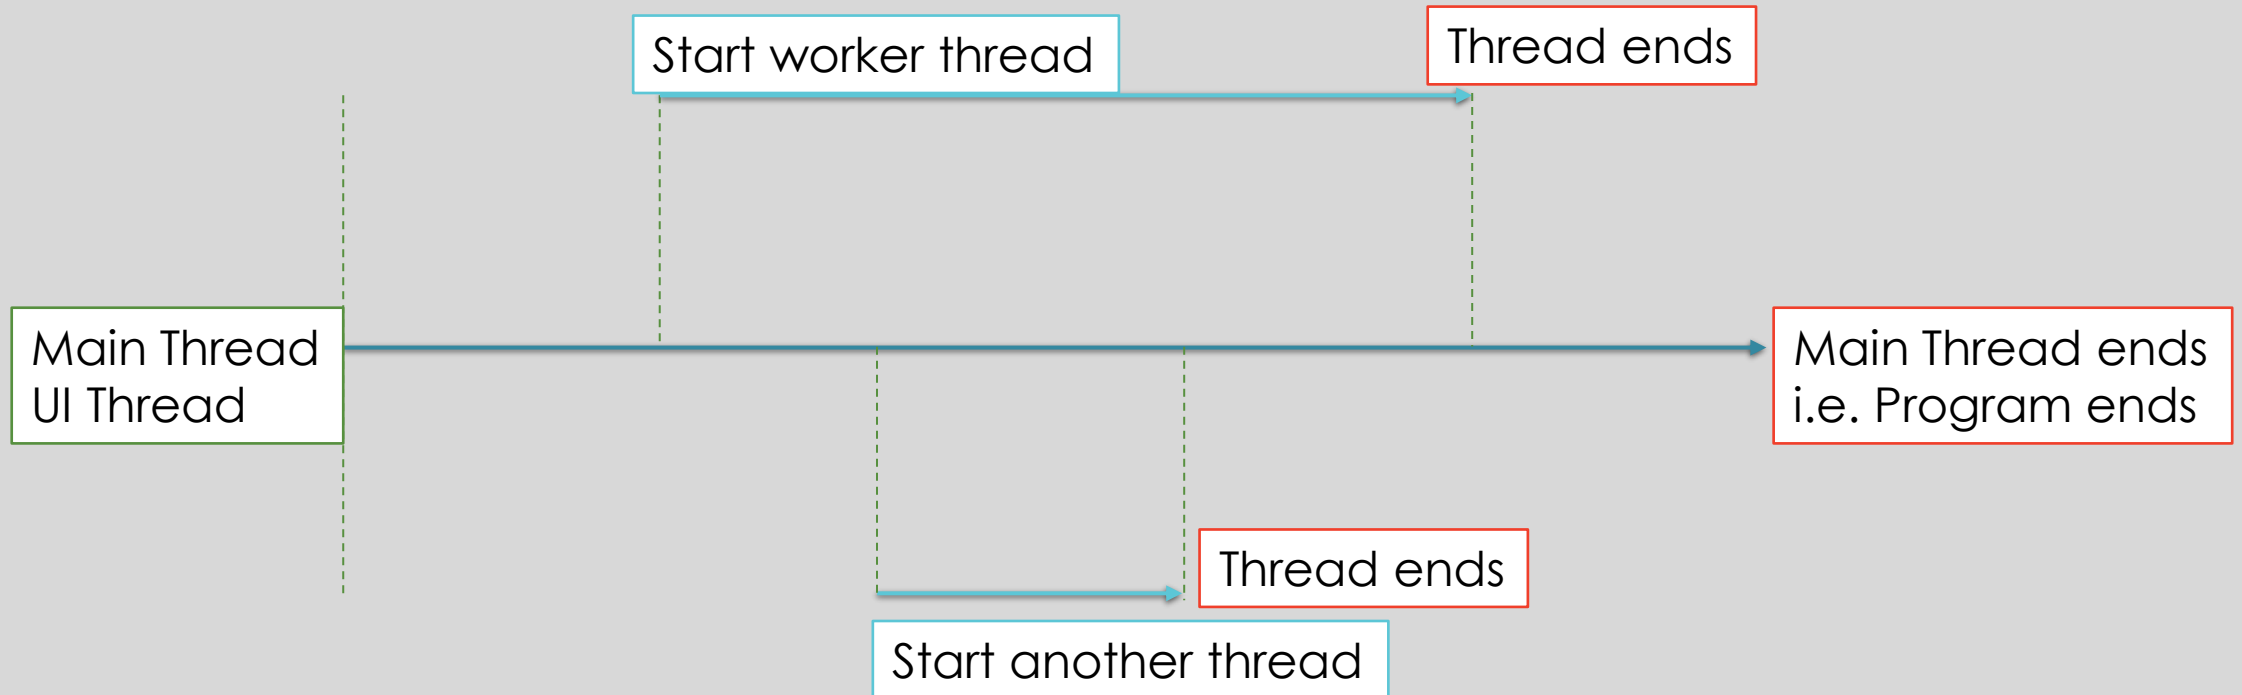 Start worker thread
Thread ends
Main Thread
UI Thread
Main Thread ends
i.e. Program ends
Thread ends
Start another thread